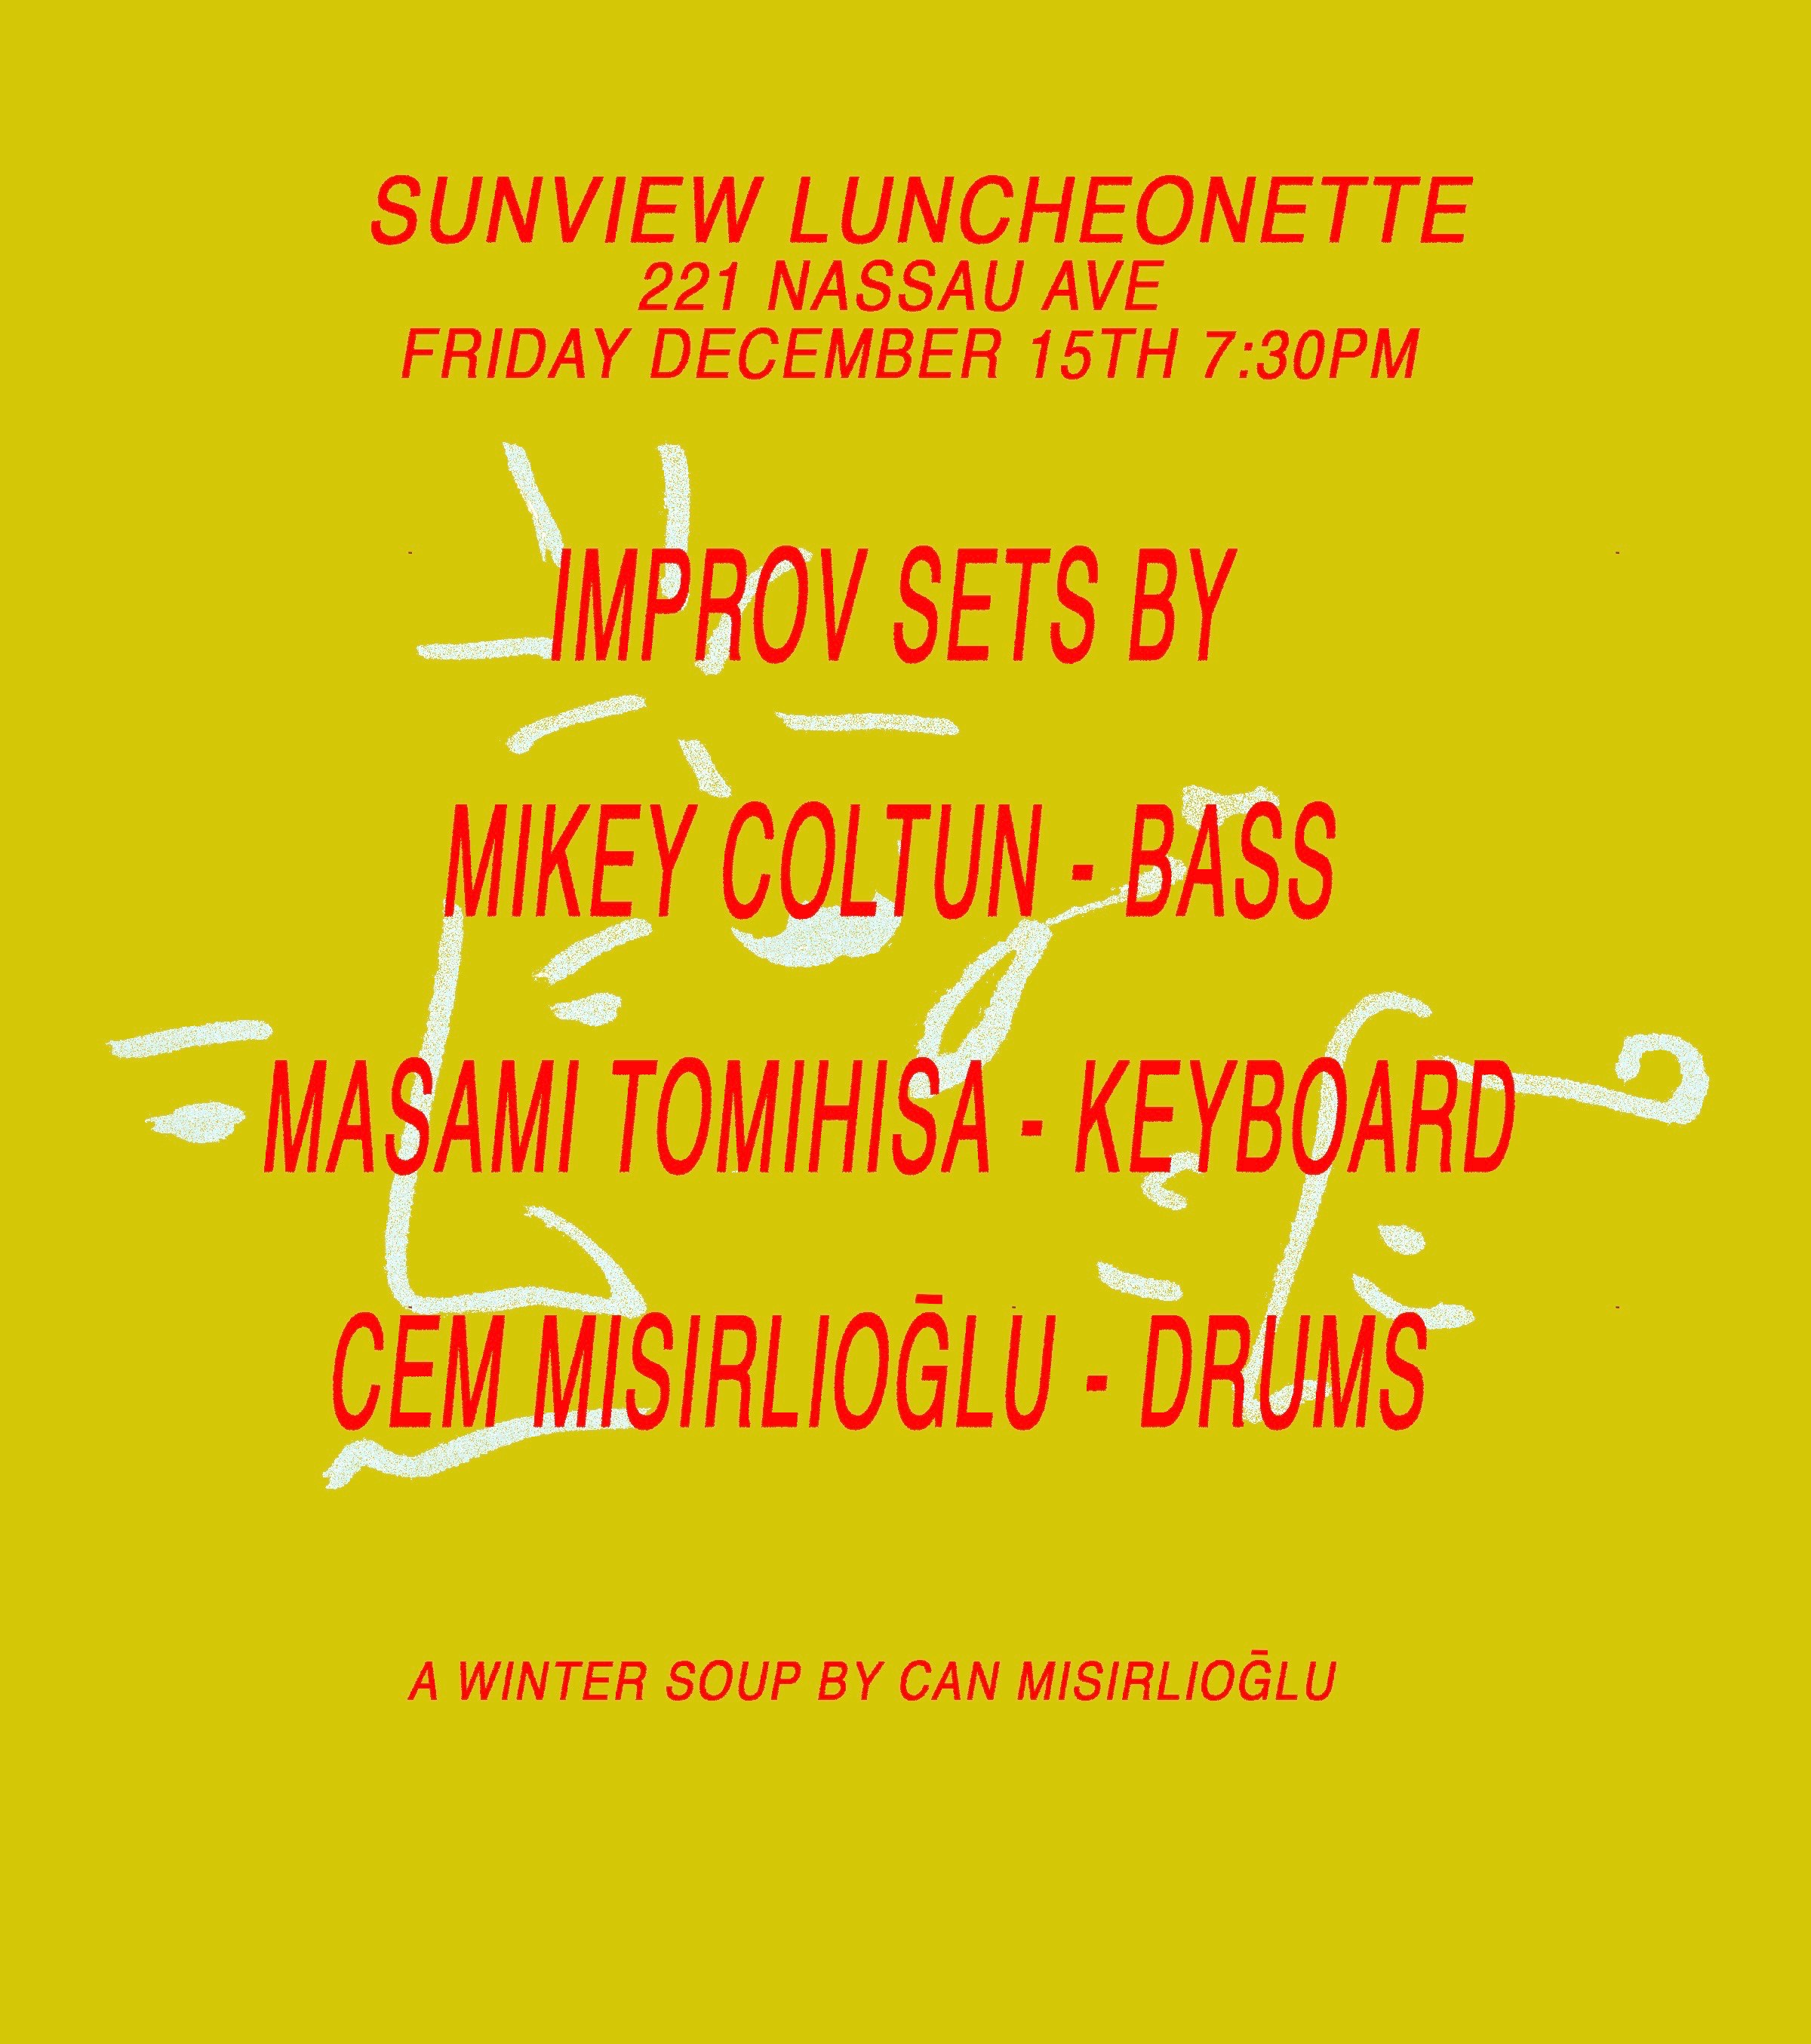 SUNVIEW LUNCHEONETTE
221 NASSAU AVE
FRIDAY DECEMBER 15TH 7:30PM
IMPROV SETS BY
MIKEY COLTUN - BASS
MASAMI TOMIHISA - KEYBOARD
CEM MISIRLIOĞLU - DRUMS
A WINTER SOUP BY CAN MISIRLIOĞLU